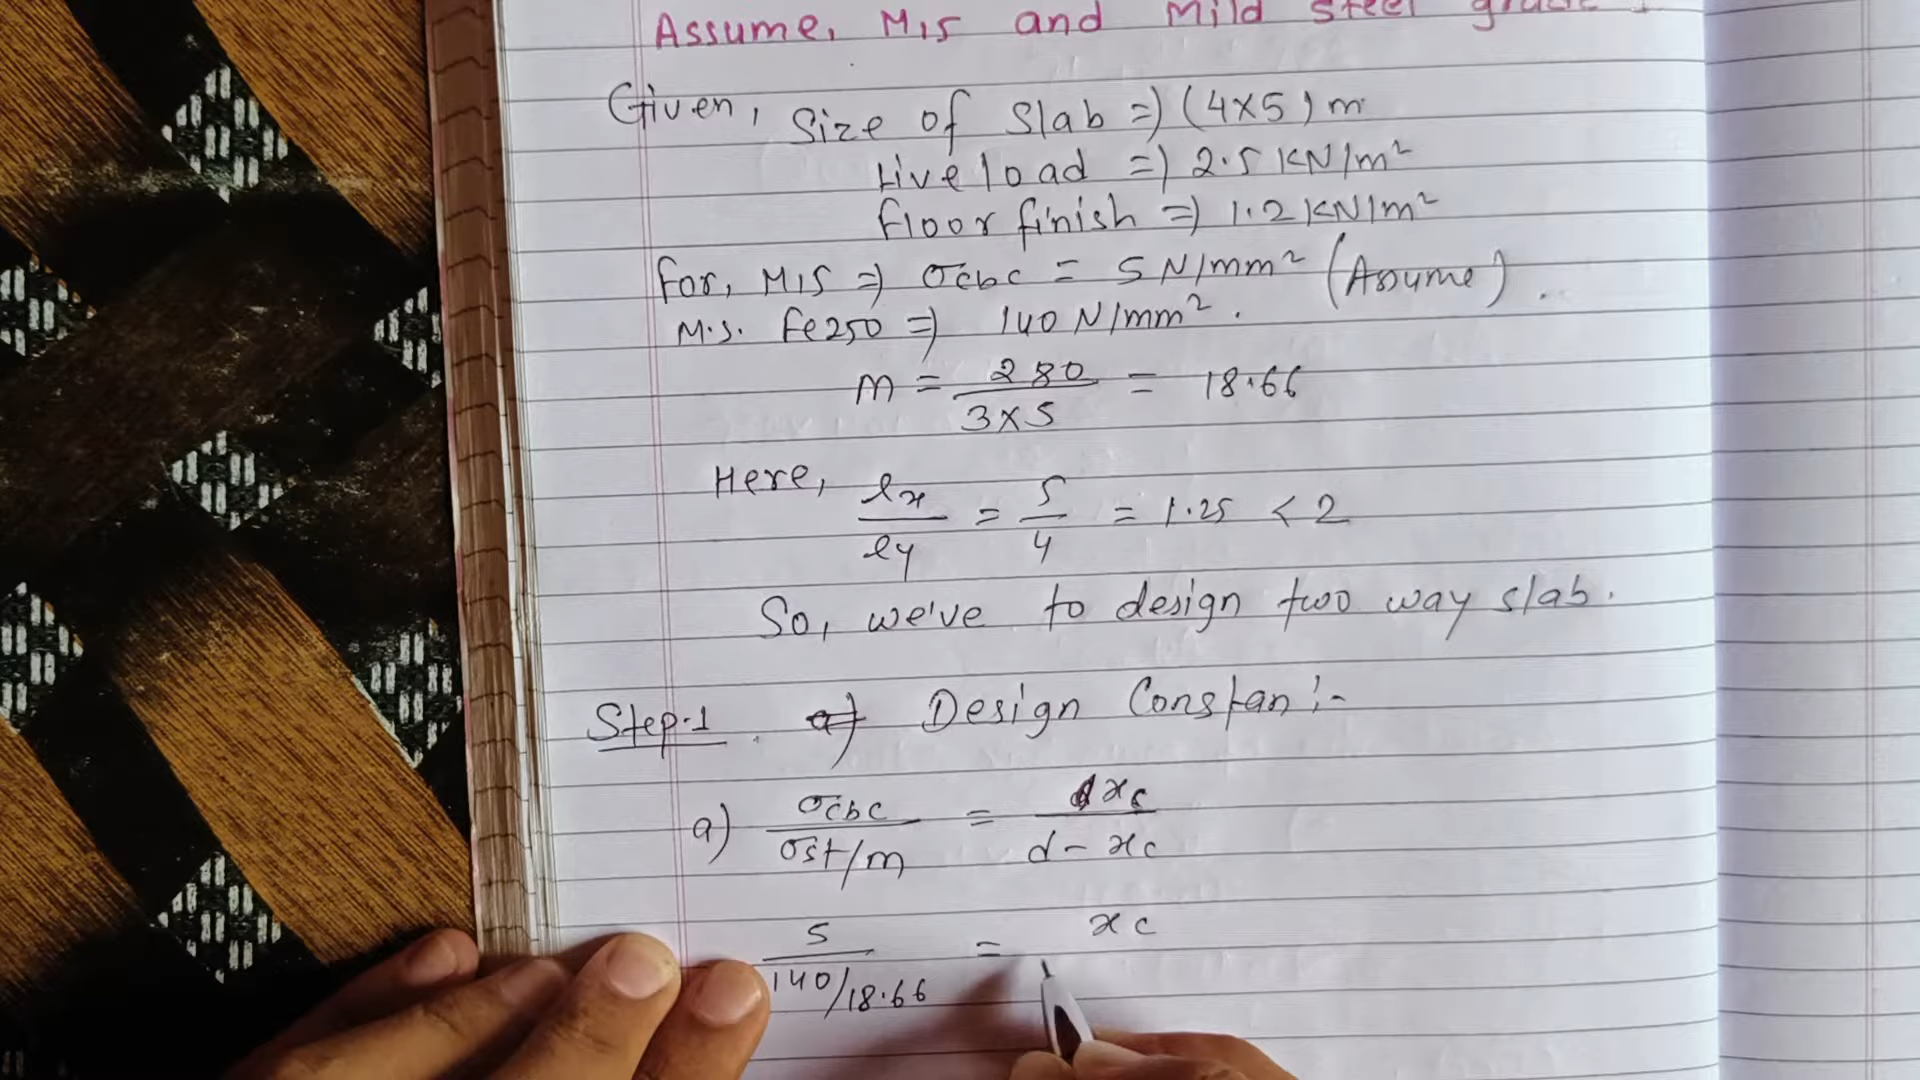 Assume, M15 and Mild steel grade
Given, Size of Slab => (4x5) m
Live load => 2.5 KN/m²
floor finish => 1.2 KN/m²
For, M15 => σcbc = 5 N/mm² (Assume).
M.S. Fe250 => 140 N/mm².
m = 280 / 3x5 = 18.66
Here, lx / ly = 5 / 4 = 1.25 < 2
So, we've to design two way slab.
Step-1. a) Design Constan:-
a) σcbc / σst/m = xc / d - xc
5 / 140/18.66 = xc